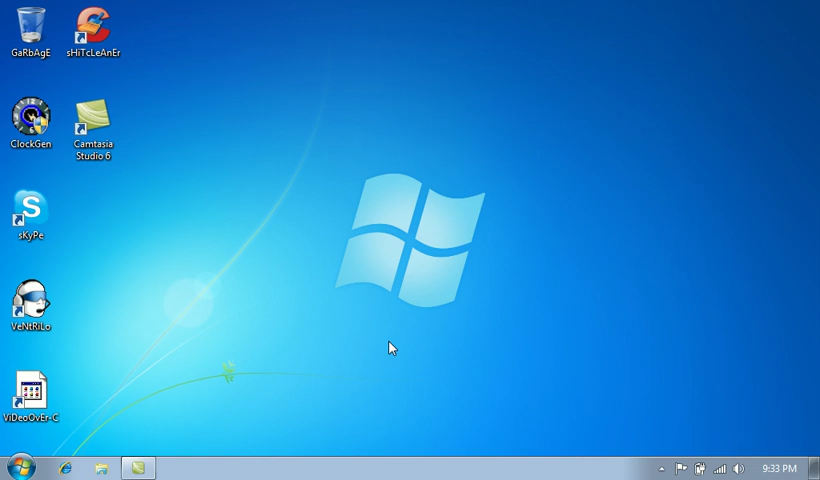 GaRbAgE
sHiTcLeAnEr
ClockGen
Camtasia
Studio 6
sKyPe
VeNtRiLo
ViDeoOvEr-C
9:33 PM